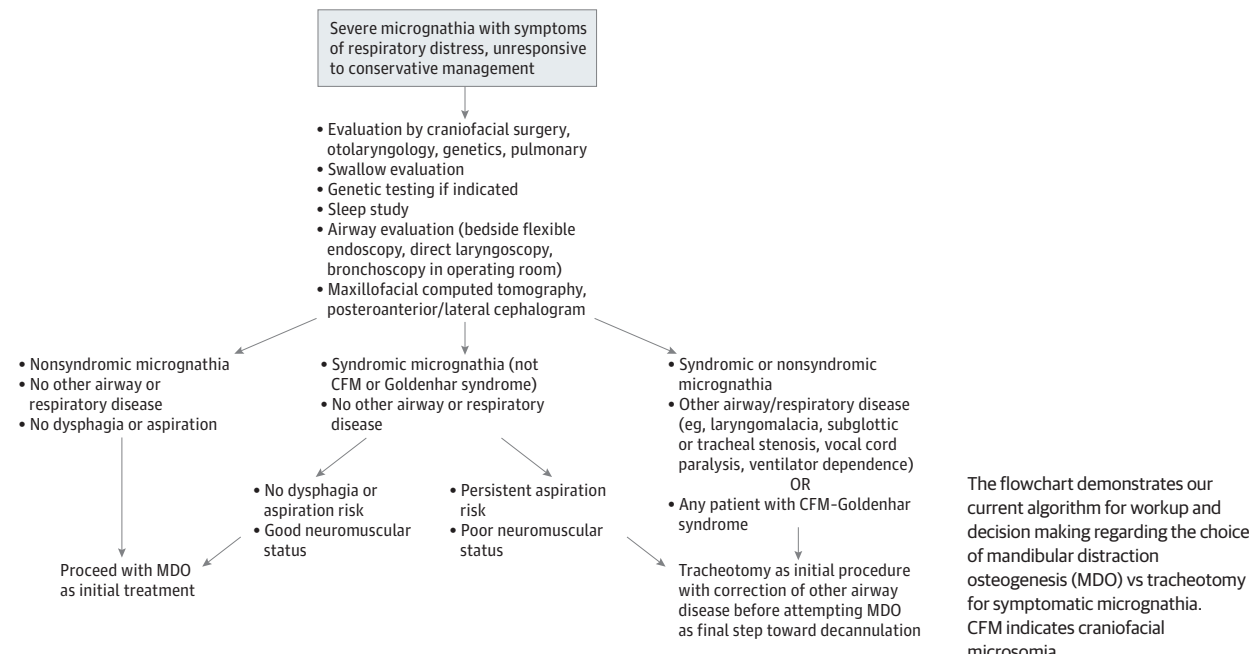 Severe micrognathia with symptoms
of respiratory distress, unresponsive
to conservative management
• Evaluation by craniofacial surgery,
otolaryngology, genetics, pulmonary
• Swallow evaluation
• Genetic testing if indicated
• Sleep study
• Airway evaluation (bedside flexible
endoscopy, direct laryngoscopy,
bronchoscopy in operating room)
• Maxillofacial computed tomography,
posteroanterior/lateral cephalogram
• Nonsyndromic micrognathia
• No other airway or
respiratory disease
• No dysphagia or aspiration
• Syndromic micrognathia (not
CFM or Goldenhar syndrome)
• No other airway or respiratory
disease
• Syndromic or nonsyndromic
micrognathia
• Other airway/respiratory disease
(eg, laryngomalacia, subglottic
or tracheal stenosis, vocal cord
paralysis, ventilator dependence)
OR
• Any patient with CFM-Goldenhar
syndrome
• No dysphagia or
aspiration risk
• Good neuromuscular
status
• Persistent aspiration
risk
• Poor neuromuscular
status
Proceed with MDO
as initial treatment
Tracheotomy as initial procedure
with correction of other airway
disease before attempting MDO
as final step toward decannulation
The flowchart demonstrates our
current algorithm for workup and
decision making regarding the choice
of mandibular distraction
osteogenesis (MDO) vs tracheotomy
for symptomatic micrognathia.
CFM indicates craniofacial
microsomia